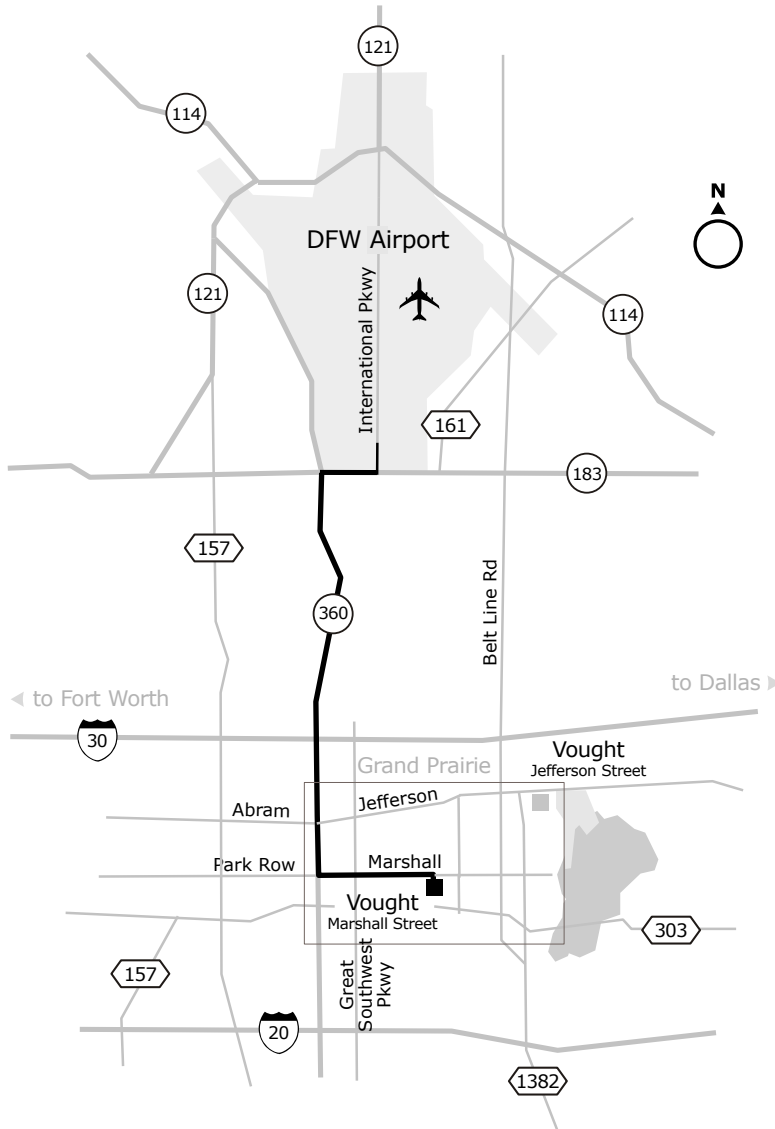 121
114
N
DFW Airport
121
International Pkwy
114
161
183
157
Belt Line Rd
360
to Dallas
to Fort Worth
30
Vought
Jefferson Street
Grand Prairie
Jefferson
Abram
Park Row
Marshall
Vought
Marshall Street
303
157
Great
Southwest
Pkwy
20
1382